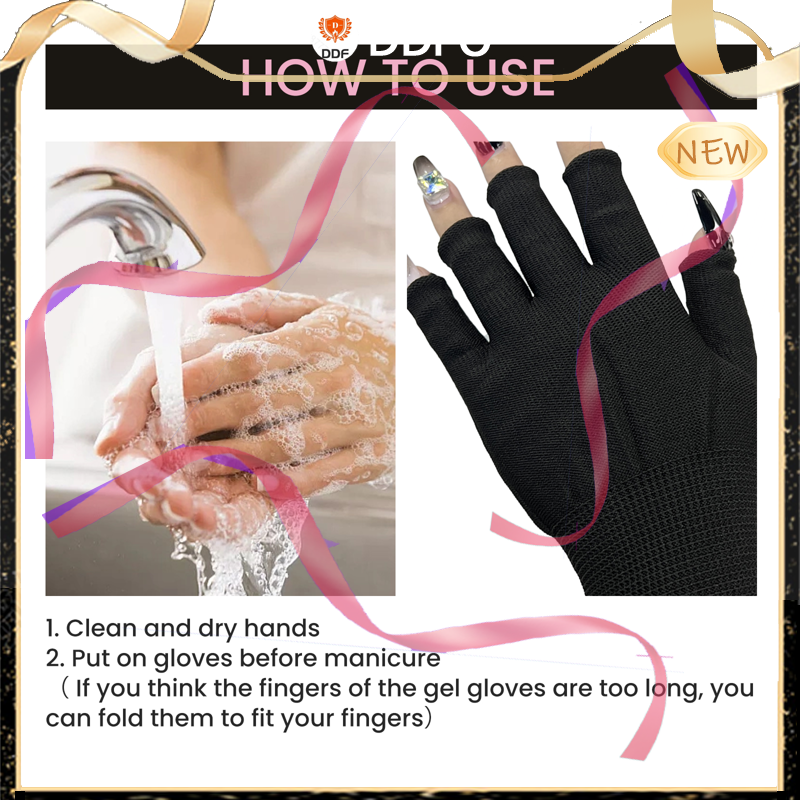 DDF
HOW TO USE
NEW
1. Clean and dry hands
2. Put on gloves before manicure
（If you think the fingers of the gel gloves are too long, you
can fold them to fit your fingers）